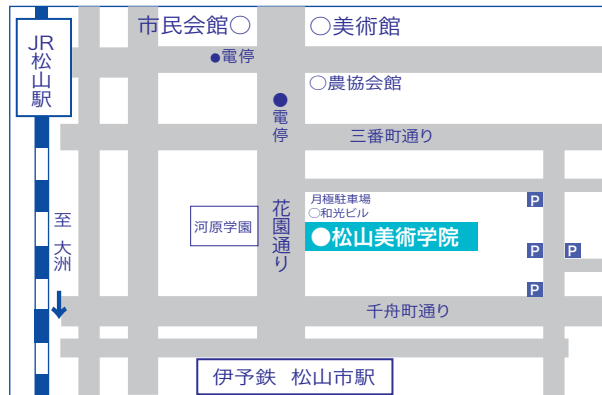 市民会館○
○美術館
JR松山駅
●電停
○農協会館
●電停
三番町通り
月極駐車場
○和光ビル
P
河原学園
花園通り
●松山美術学院
至 大洲
P
P
P
千舟町通り
伊予鉄 松山市駅